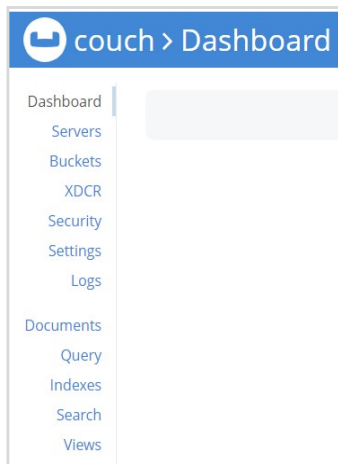 couch > Dashboard
Dashboard
Servers
Buckets
XDCR
Security
Settings
Logs
Documents
Query
Indexes
Search
Views